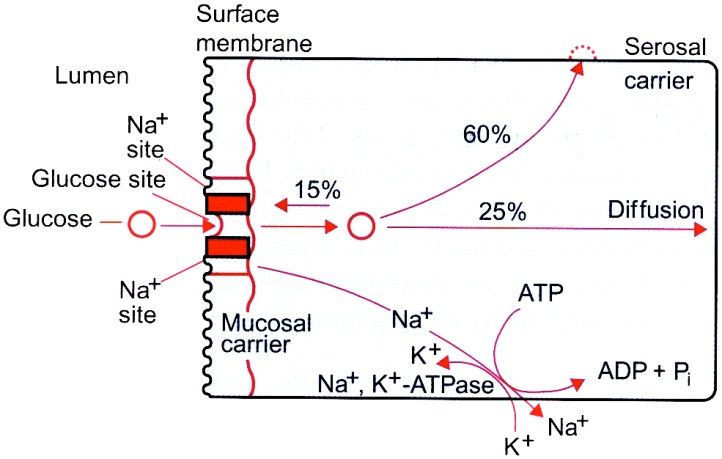 Surface
membrane
Lumen
Serosal
carrier
Na+
site
60%
Glucose site
15%
Glucose
25%
Diffusion
Na+
site
ATP
Mucosal
carrier
Na+
K+
Na+, K+-ATPase
ADP + Pi
Na+
K+